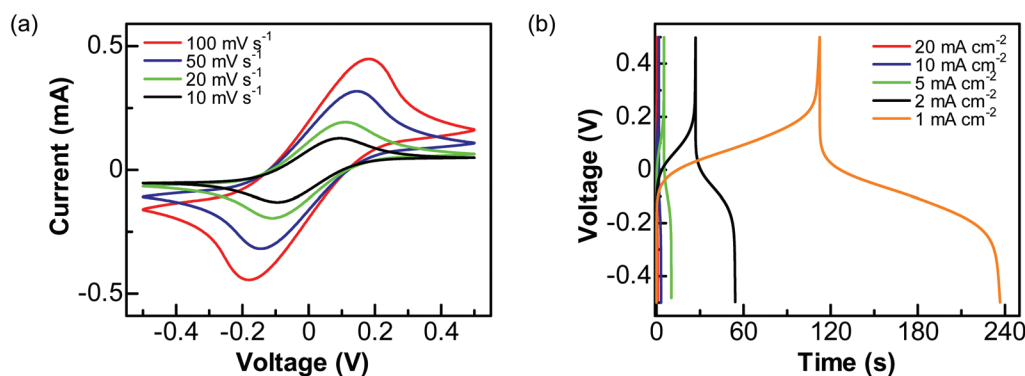 (a)
100 mV s⁻¹
50 mV s⁻¹
20 mV s⁻¹
10 mV s⁻¹
Current (mA)
0.5
0
-0.5
-0.4 -0.2 0 0.2 0.4
Voltage (V)
(b)
20 mA cm⁻²
10 mA cm⁻²
5 mA cm⁻²
2 mA cm⁻²
1 mA cm⁻²
Voltage (V)
0.4
0.2
0
-0.2
-0.4
0 60 120 180 240
Time (s)